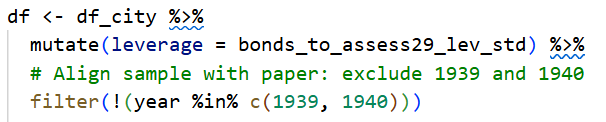 df <- df_city %>%
  mutate(leverage = bonds_to_assess29_lev_std) %>%
  # Align sample with paper: exclude 1939 and 1940
  filter(!(year %in% c(1939, 1940)))